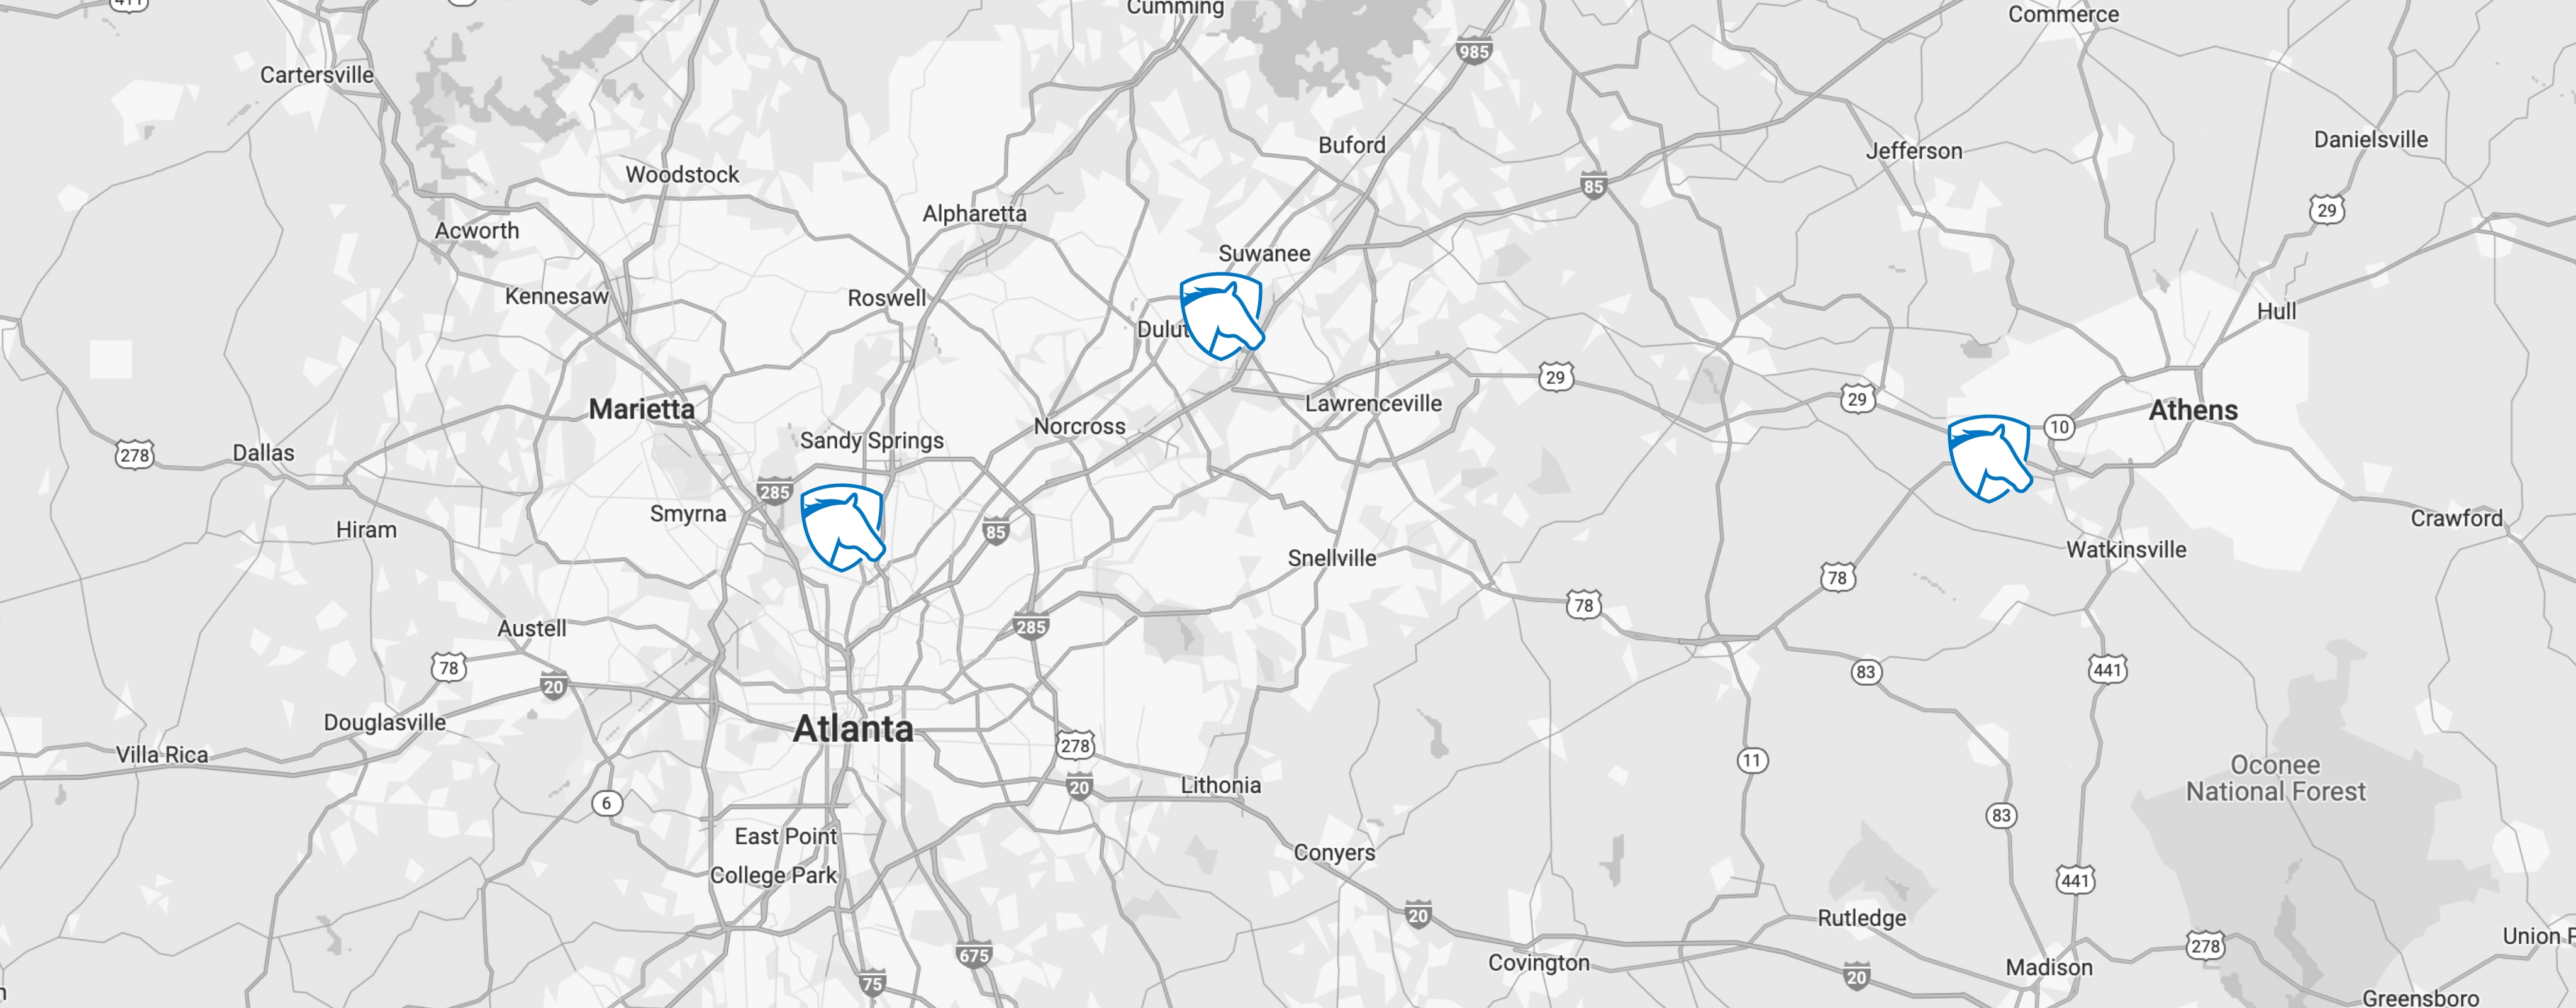 411
Cumming
Commerce
985
Cartersville
Buford
Danielsville
Jefferson
Woodstock
85
29
Alpharetta
Acworth
Suwanee
Kennesaw
Roswell
Hull
Dulut
29
29
Lawrenceville
Marietta
Athens
Norcross
10
Sandy Springs
278
Dallas
285
Smyrna
Hiram
85
Crawford
Snellville
Watkinsville
78
78
285
Austell
78
20
83
441
Douglasville
Atlanta
Villa Rica
278
11
Oconee
National Forest
20
Lithonia
6
83
East Point
Conyers
College Park
441
20
Rutledge
Union P
278
675
Covington
Madison
75
20
Greensboro